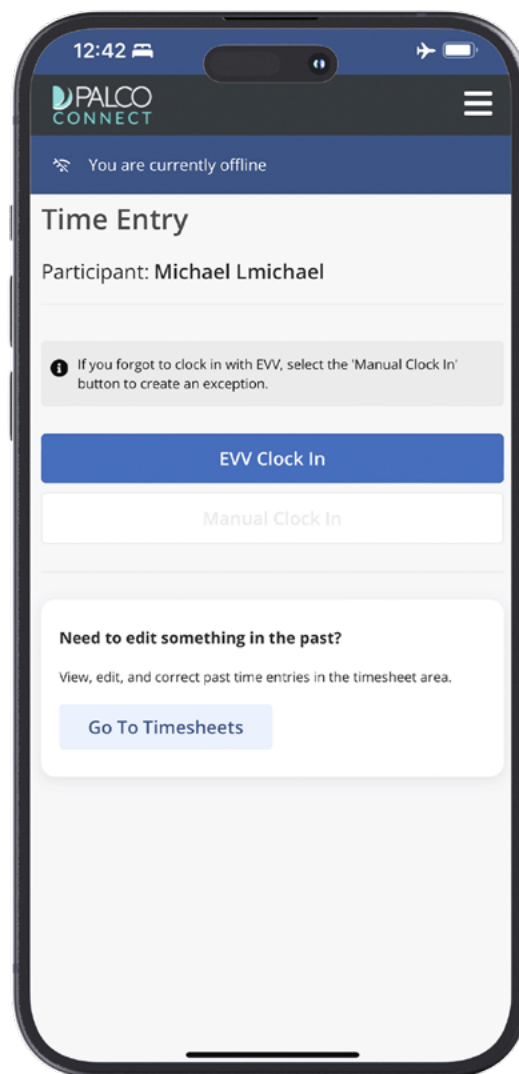 12:42
PALCO
CONNECT
You are currently offline
Time Entry
Participant: Michael Lmichael
If you forgot to clock in with EVV, select the 'Manual Clock In'
button to create an exception.
EVV Clock In
Manual Clock In
Need to edit something in the past?
View, edit, and correct past time entries in the timesheet area.
Go To Timesheets